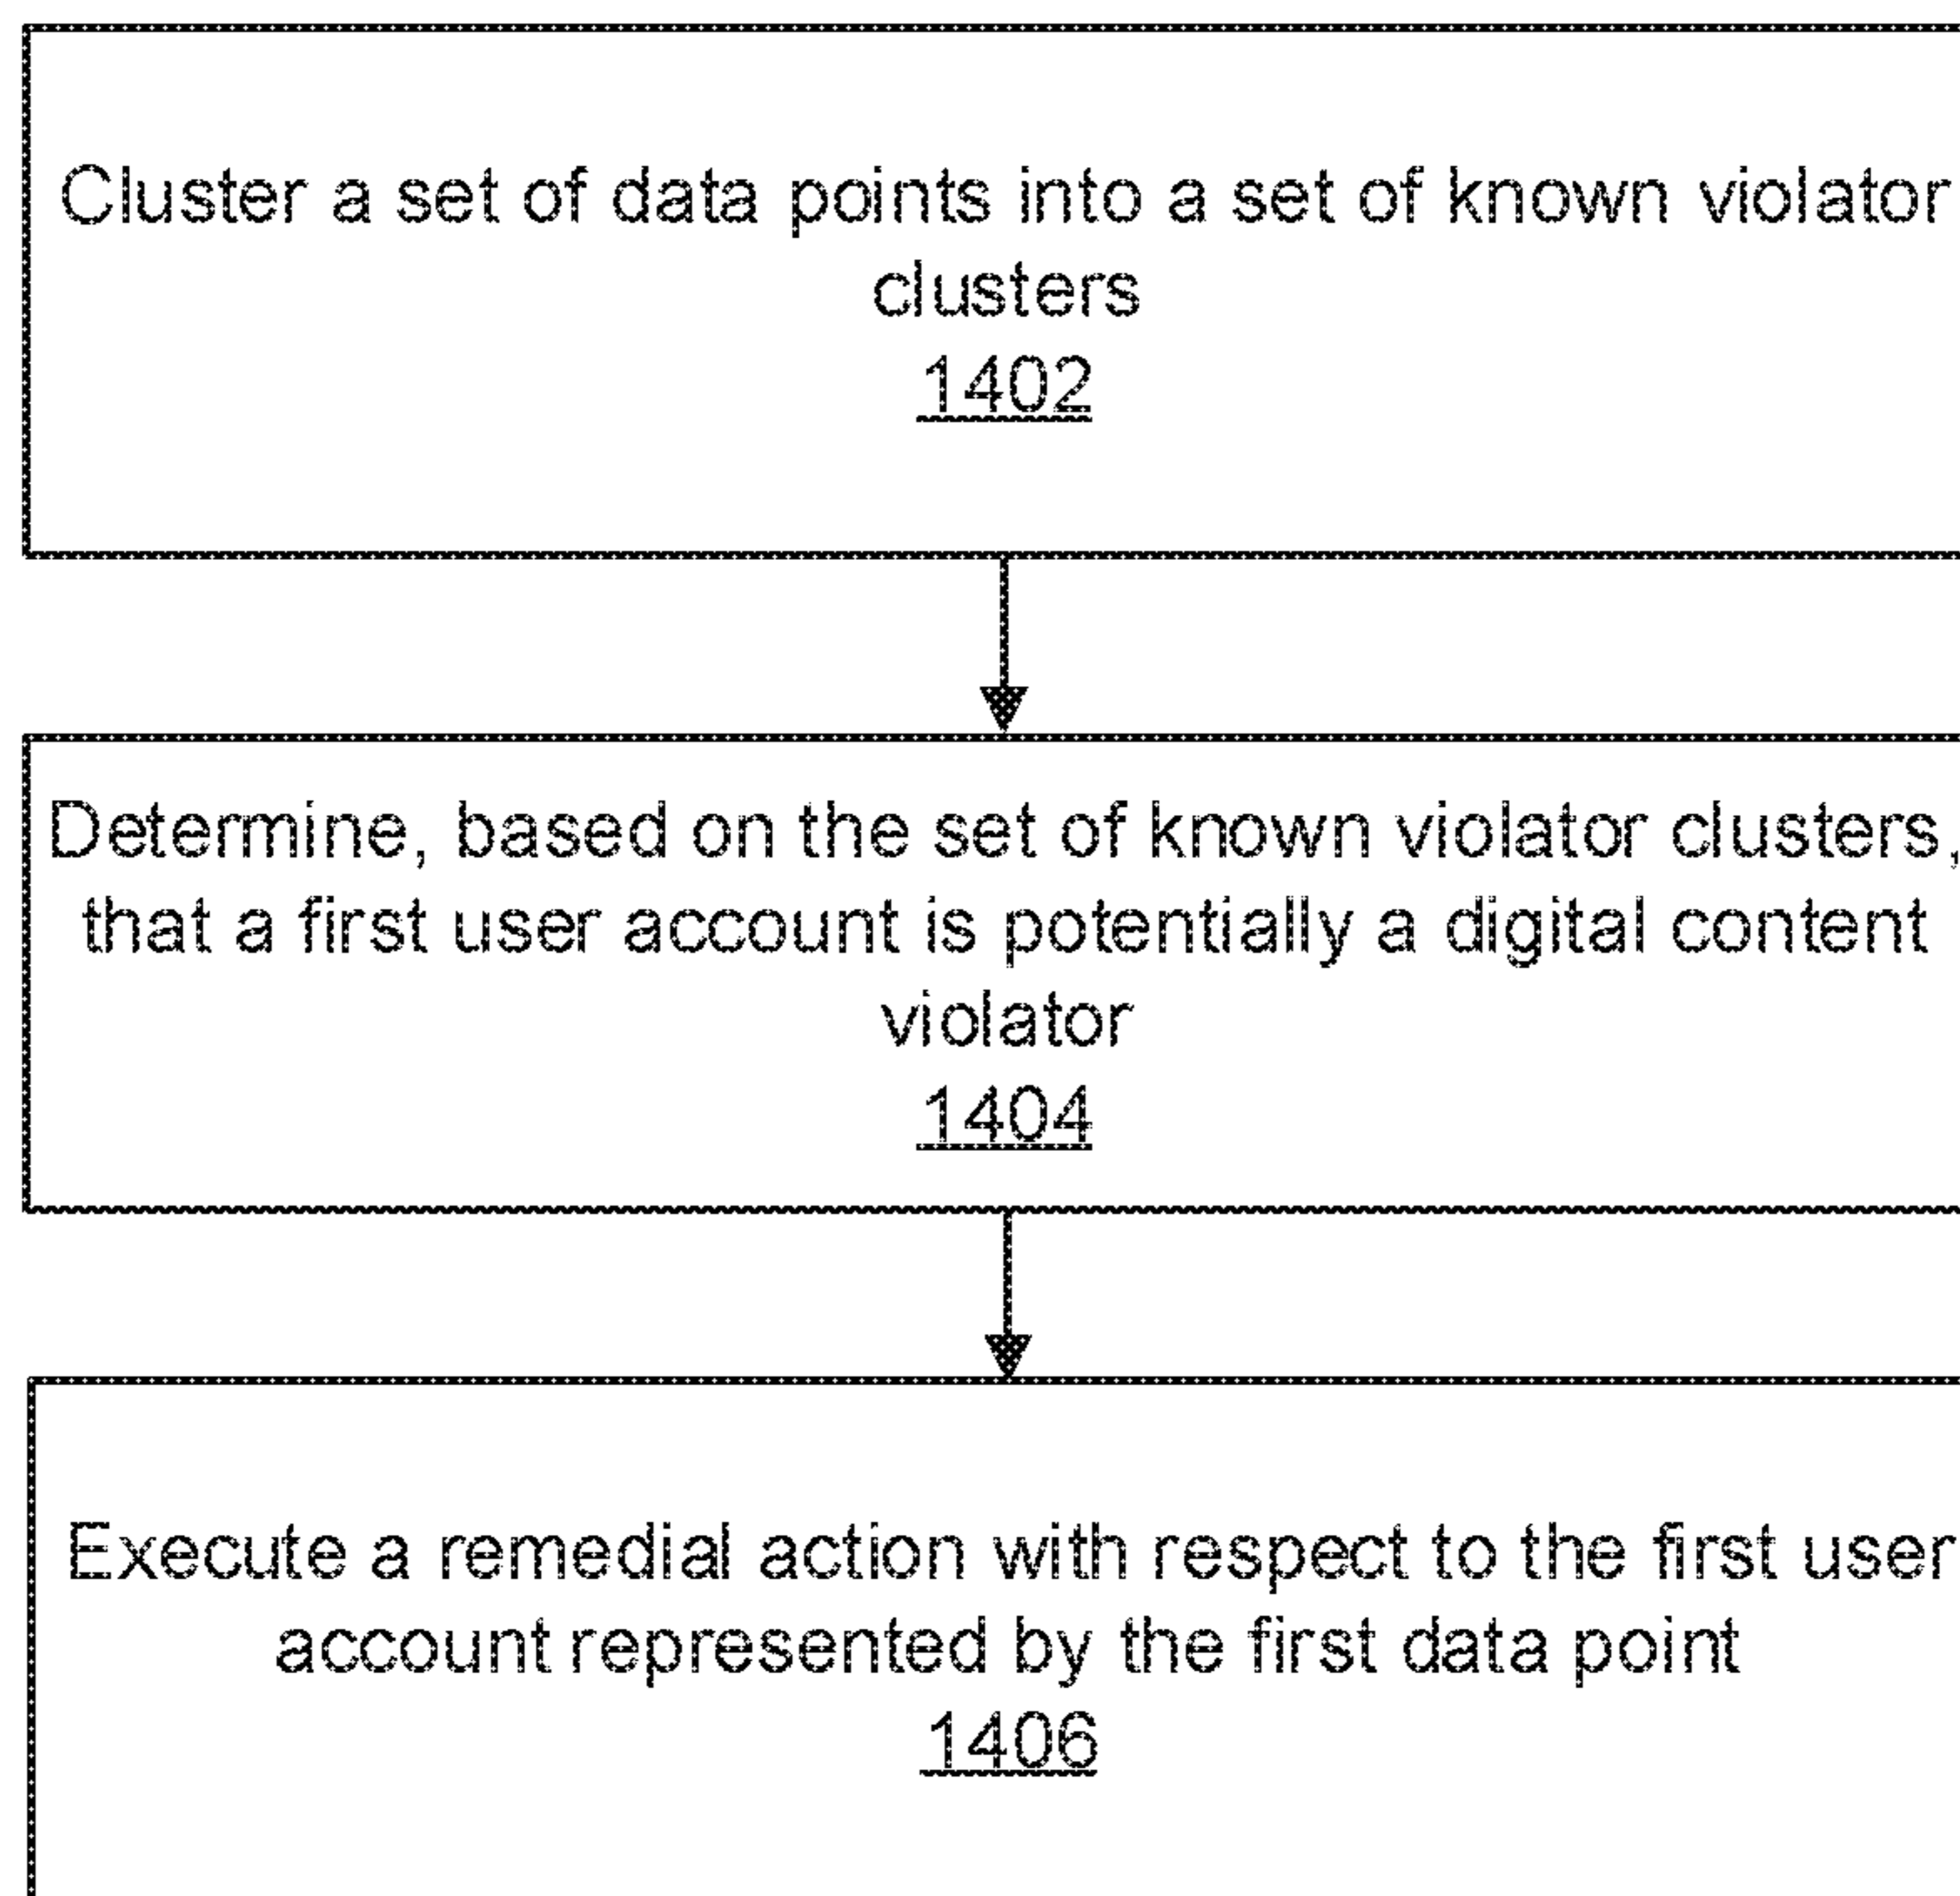 Cluster a set of data points into a set of known violator
clusters
1402
Determine, based on the set of known violator clusters,
that a first user account is potentially a digital content
violator
1404
Execute a remedial action with respect to the first user
account represented by the first data point
1406